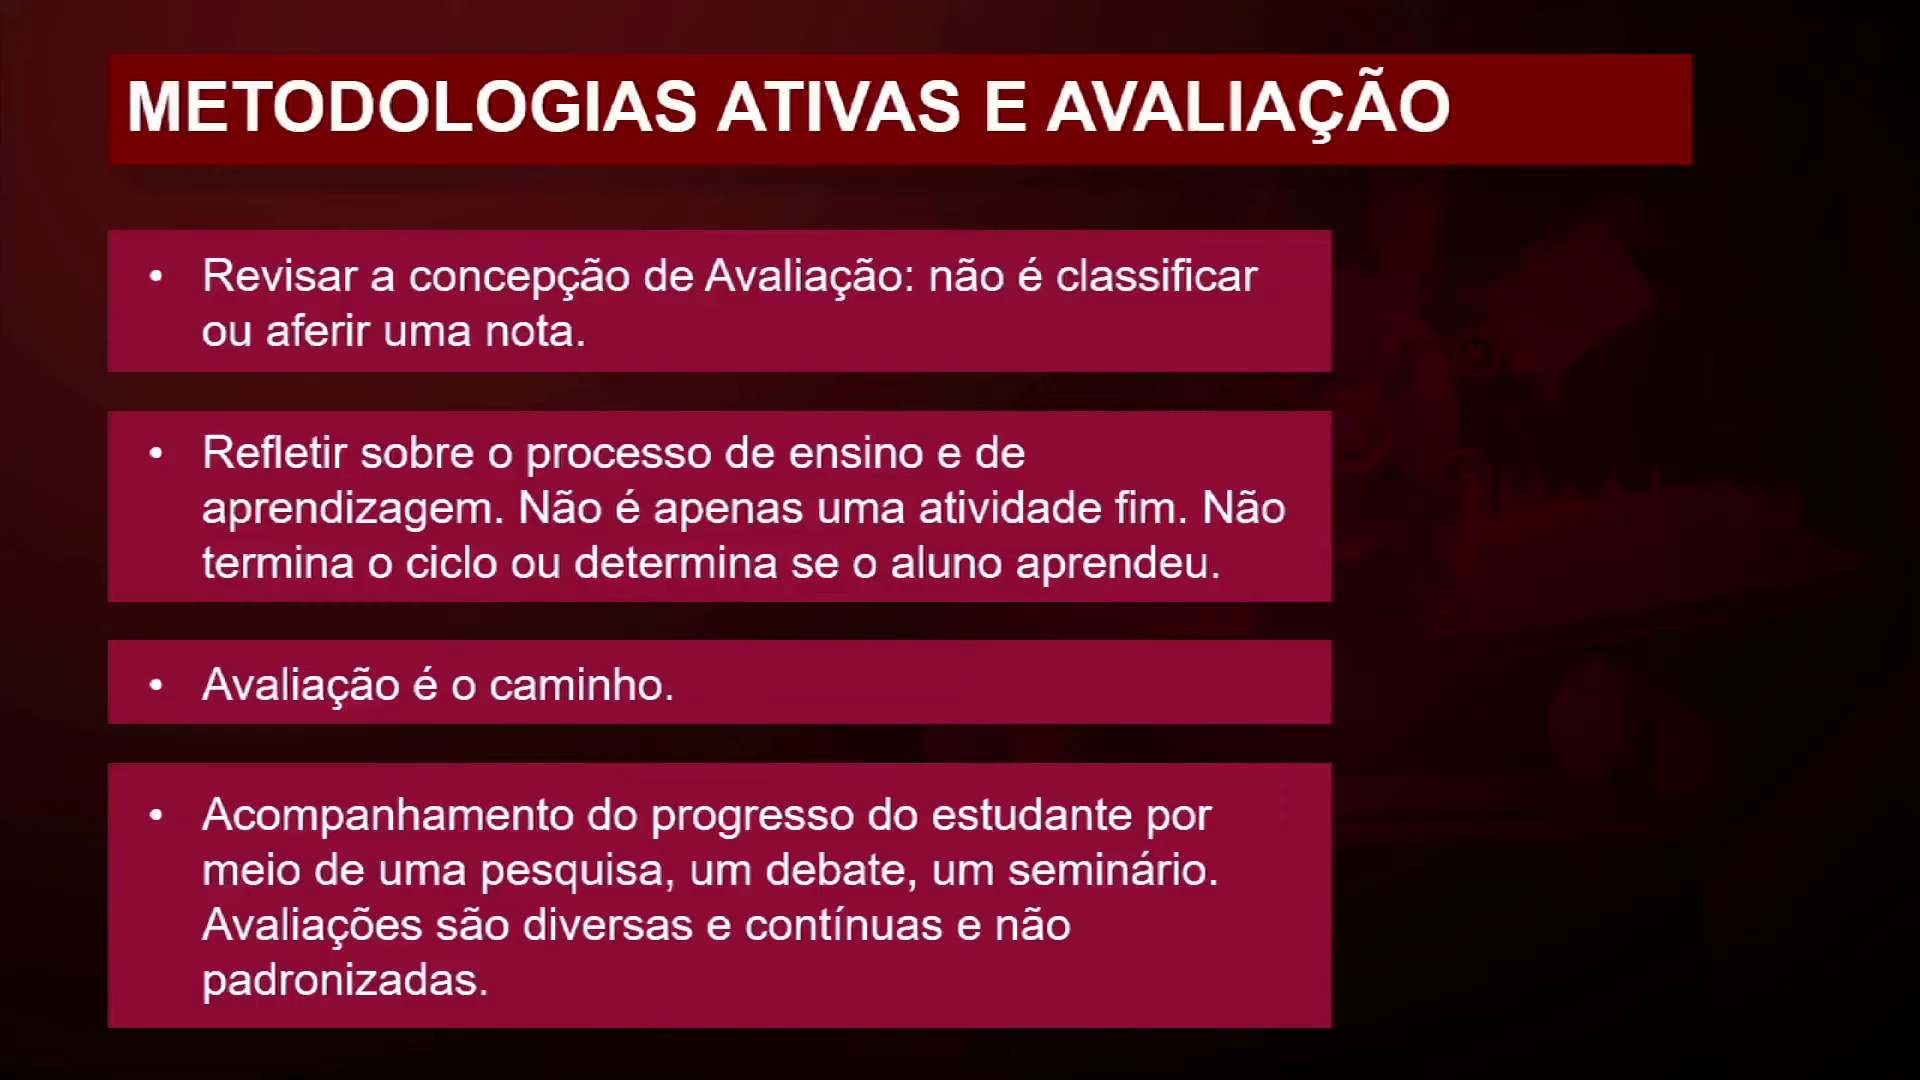 METODOLOGIAS ATIVAS E AVALIAÇÃO
• Revisar a concepção de Avaliação: não é classificar
ou aferir uma nota.
• Refletir sobre o processo de ensino e de
aprendizagem. Não é apenas uma atividade fim. Não
termina o ciclo ou determina se o aluno aprendeu.
• Avaliação é o caminho.
• Acompanhamento do progresso do estudante por
meio de uma pesquisa, um debate, um seminário.
Avaliações são diversas e contínuas e não
padronizadas.